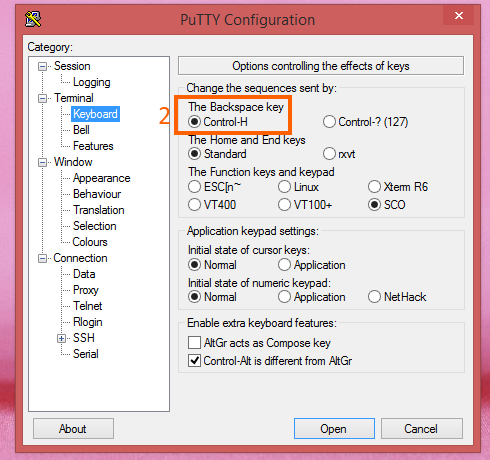 PuTTY Configuration
Category:
Session
Logging
Terminal
Keyboard
Bell
Features
Window
Appearance
Behaviour
Translation
Selection
Colours
Connection
Data
Proxy
Telnet
Rlogin
SSH
Serial
Options controlling the effects of keys
Change the sequences sent by:
2
The Backspace key
Control-H Control-? (127)
The Home and End keys
Standard rxvt
The Function keys and keypad
ESC[n~ Linux Xterm R6
VT400 VT100+ SCO
Application keypad settings:
Initial state of cursor keys:
Normal Application
Initial state of numeric keypad:
Normal Application NetHack
Enable extra keyboard features:
AltGr acts as Compose key
Control-Alt is different from AltGr
About Open Cancel